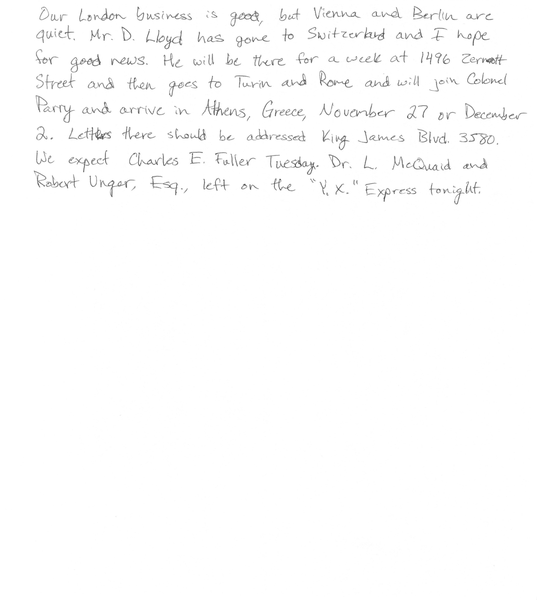 Our London business is good, but Vienna and Berlin are
quiet. Mr. D. Lloyd has gone to Switzerland and I hope
for good news. He will be there for a week at 1496 Zermott
Street and then goes to Turin and Rome and will join Colonel
Parry and arrive in Athens, Greece, November 27 or December
2. Letters there should be addressed King James Blvd. 3580.
We expect Charles E. Fuller Tuesday. Dr. L. McQuaid and
Robert Unger, Esq., left on the "Y. X." Express tonight.